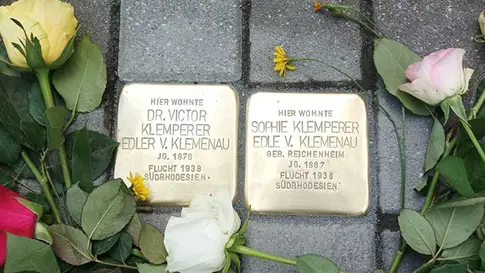 HIER WOHNTE
DR. VICTOR
KLEMPERER
EDLER V. KLEMENAU
JG. 1876
FLUCHT 1938
SÜDRHODESIEN
HIER WOHNTE
SOPHIE KLEMPERER
EDLE V. KLEMENAU
GEB. REICHENHEIM
JG. 1887
FLUCHT 1938
SÜDRHODESIEN